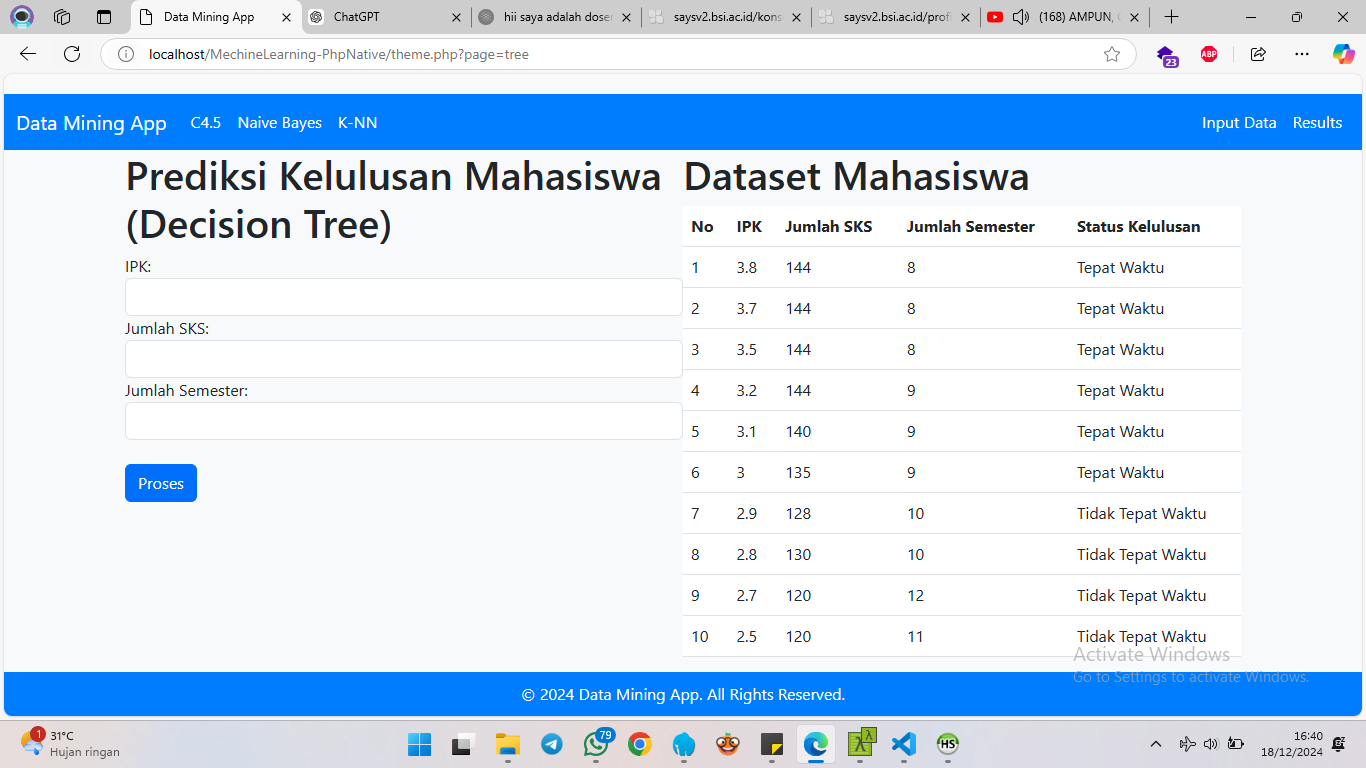 Data Mining App
ChatGPT
hii saya adalah dose
saysv2.bsi.ac.id/kons
saysv2.bsi.ac.id/prof
(168) AMPUN,
localhost/MechineLearning-PhpNative/theme.php?page=tree
23
ABP
Data Mining App C4.5 Naive Bayes K-NN Input Data Results
Prediksi Kelulusan Mahasiswa
(Decision Tree)
IPK:
Jumlah SKS:
Jumlah Semester:
Proses
Dataset Mahasiswa
No IPK Jumlah SKS Jumlah Semester Status Kelulusan
1 3.8 144 8 Tepat Waktu
2 3.7 144 8 Tepat Waktu
3 3.5 144 8 Tepat Waktu
4 3.2 144 9 Tepat Waktu
5 3.1 140 9 Tepat Waktu
6 3 135 9 Tepat Waktu
7 2.9 128 10 Tidak Tepat Waktu
8 2.8 130 10 Tidak Tepat Waktu
9 2.7 120 12 Tidak Tepat Waktu
10 2.5 120 11 Tidak Tepat Waktu
Activate Windows
Go to Settings to activate Windows.
© 2024 Data Mining App. All Rights Reserved.
1
31°C
Hujan ringan
79
HS
16:40
18/12/2024